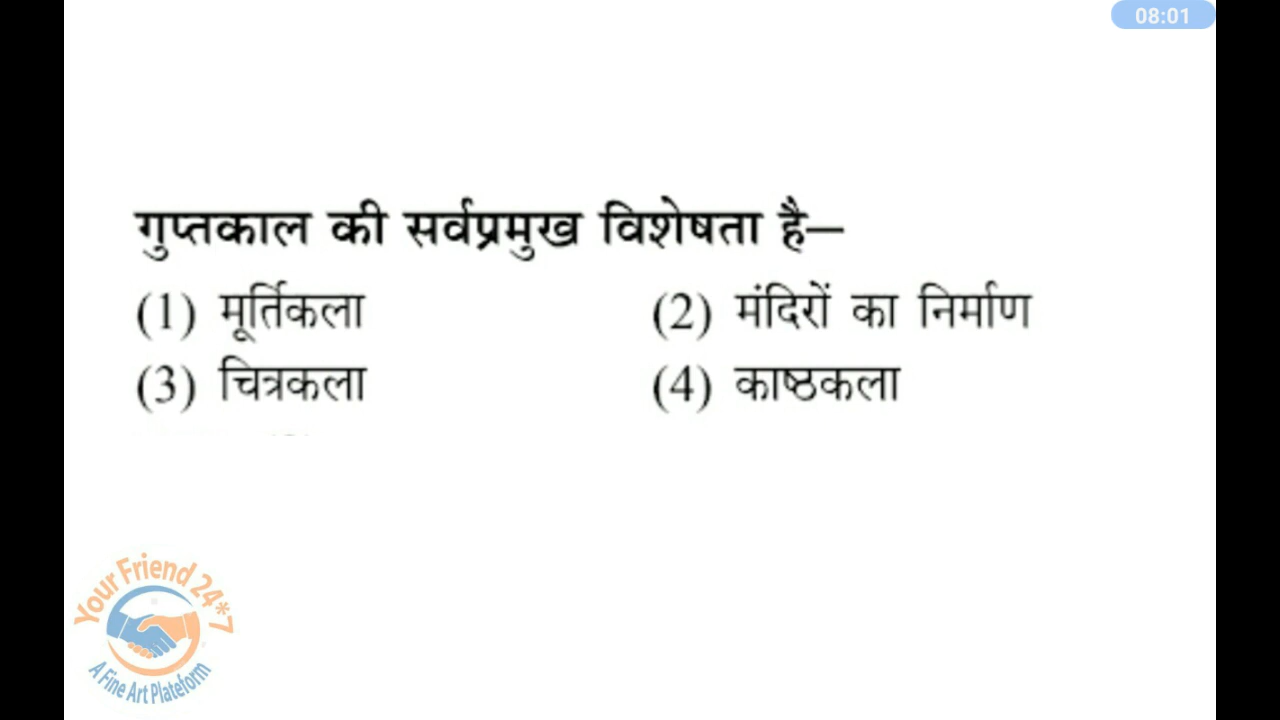 08:01
गुप्तकाल की सर्वप्रमुख विशेषता है—
(1) मूर्तिकला (2) मंदिरों का निर्माण
(3) चित्रकला (4) काष्ठकला
Your Friend 24*7
A Fine Art Plateform